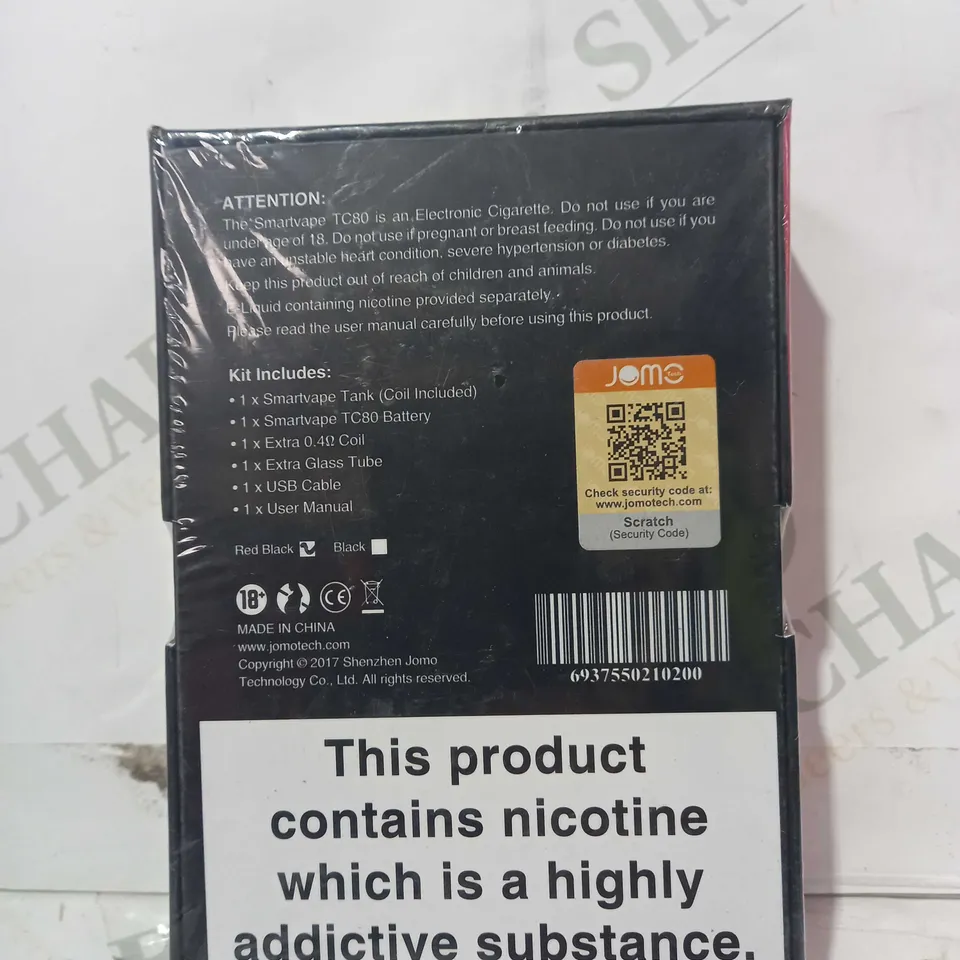 ATTENTION:
The Smartvape TC80 is an Electronic Cigarette. Do not use if you are
under age of 18. Do not use if pregnant or breast feeding. Do not use if you
have an unstable heart condition, severe hypertension or diabetes.
Keep this product out of reach of children and animals.
E-Liquid containing nicotine provided separately.
Please read the user manual carefully before using this product.
Kit Includes:
• 1 x Smartvape Tank (Coil Included)
• 1 x Smartvape TC80 Battery
• 1 x Extra 0.4Ω Coil
• 1 x Extra Glass Tube
• 1 x USB Cable
• 1 x User Manual
Red Black Black
JOMO
Tech
Check security code at:
www.jomotech.com
Scratch
(Security Code)
18+ CE
MADE IN CHINA
www.jomotech.com
Copyright © 2017 Shenzhen Jomo
Technology Co., Ltd. All rights reserved.
6937550210200
This product
contains nicotine
which is a highly
addictive substance.